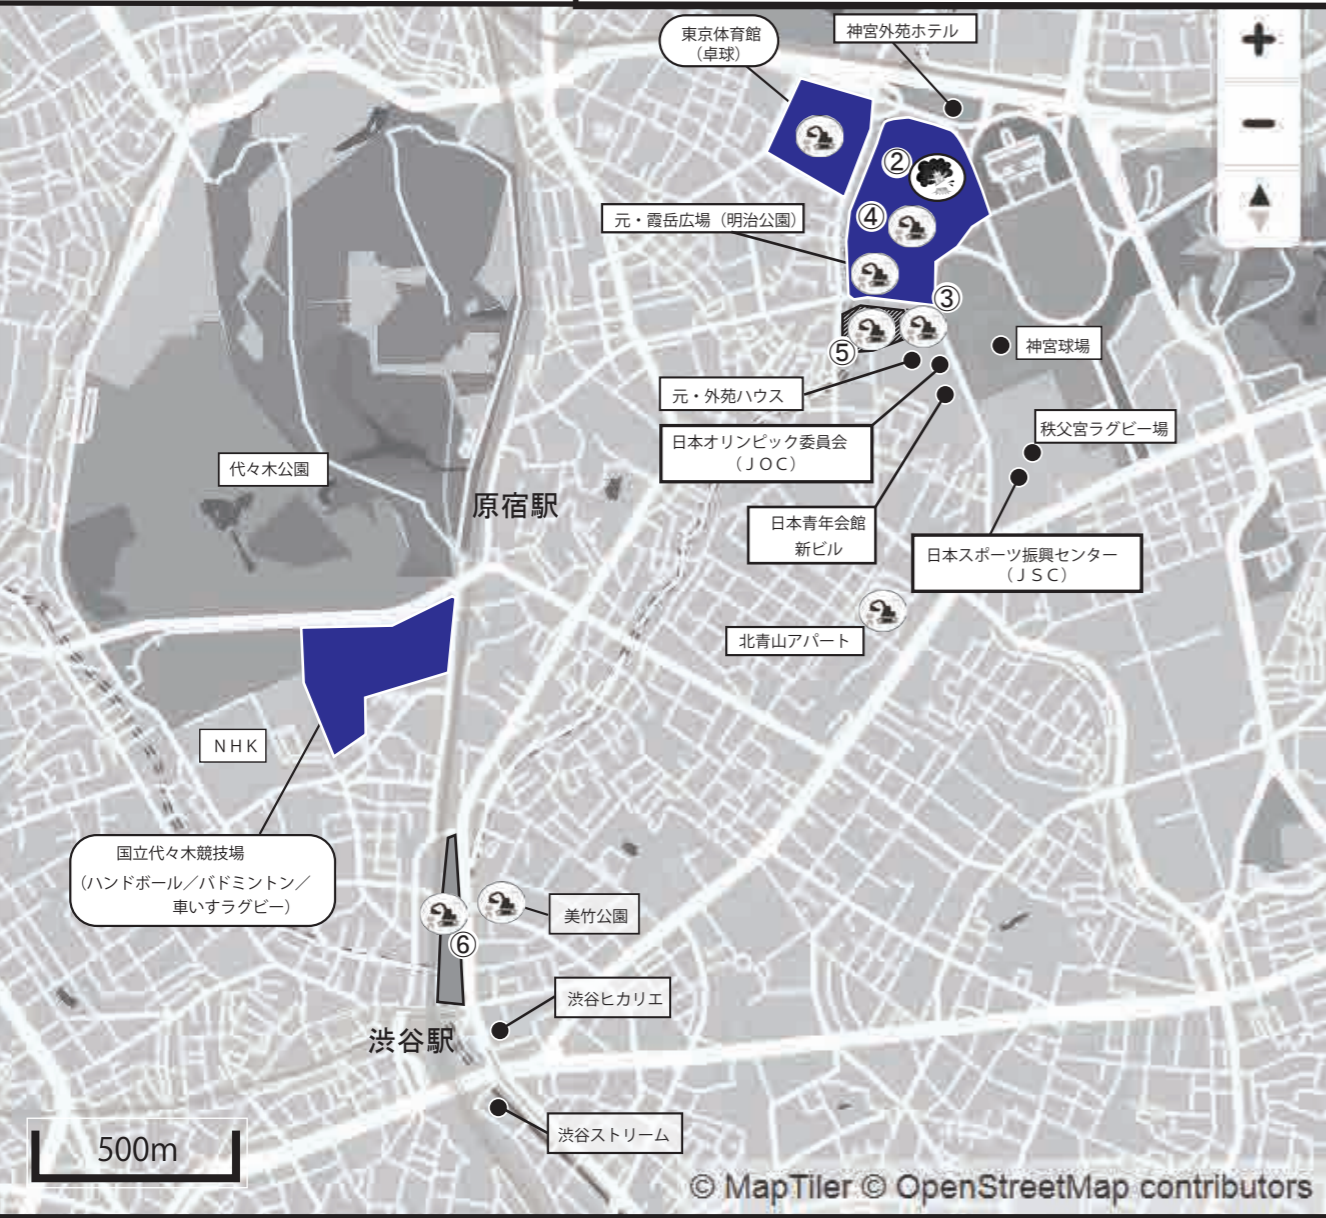 東京体育館
（卓球）
神宮外苑ホテル
+
−
②
④
元・霞岳広場（明治公園）
③
⑤
神宮球場
元・外苑ハウス
日本オリンピック委員会
（ＪＯＣ）
秩父宮ラグビー場
代々木公園
原宿駅
日本青年会館
新ビル
日本スポーツ振興センター
（ＪＳＣ）
北青山アパート
ＮＨＫ
国立代々木競技場
（ハンドボール／バドミントン／
車いすラグビー）
美竹公園
⑥
渋谷ヒカリエ
渋谷駅
渋谷ストリーム
500m
© MapTiler © OpenStreetMap contributors